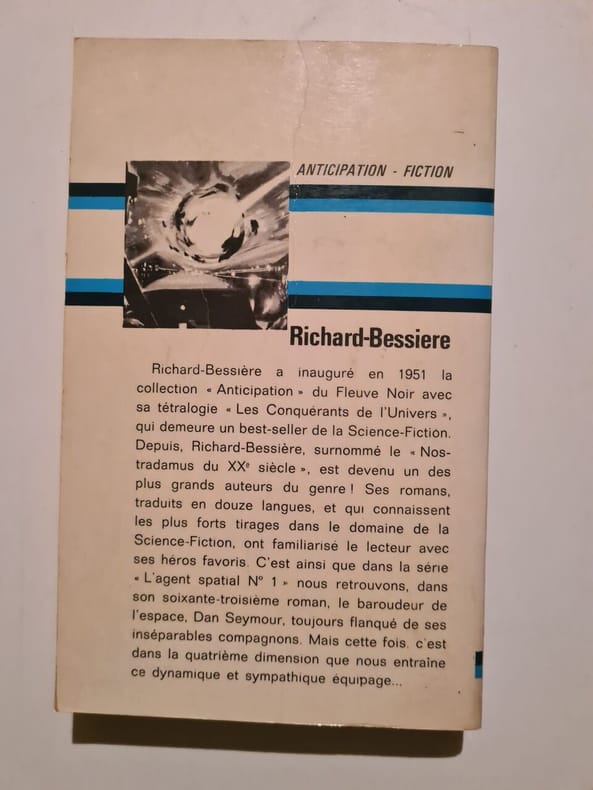 ANTICIPATION - FICTION
Richard-Bessiere
Richard-Bessière a inauguré en 1951 la
collection « Anticipation » du Fleuve Noir avec
sa tétralogie « Les Conquérants de l'Univers »,
qui demeure un best-seller de la Science-Fiction.
Depuis, Richard-Bessière, surnommé le « Nos-
tradamus du XXe siècle », est devenu un des
plus grands auteurs du genre ! Ses romans,
traduits en douze langues, et qui connaissent
les plus forts tirages dans le domaine de la
Science-Fiction, ont familiarisé le lecteur avec
ses héros favoris. C'est ainsi que dans la série
« L'agent spatial N° 1 » nous retrouvons, dans
son soixante-troisième roman, le baroudeur de
l'espace, Dan Seymour, toujours flanqué de ses
inséparables compagnons. Mais cette fois, c'est
dans la quatrième dimension que nous entraîne
ce dynamique et sympathique équipage...